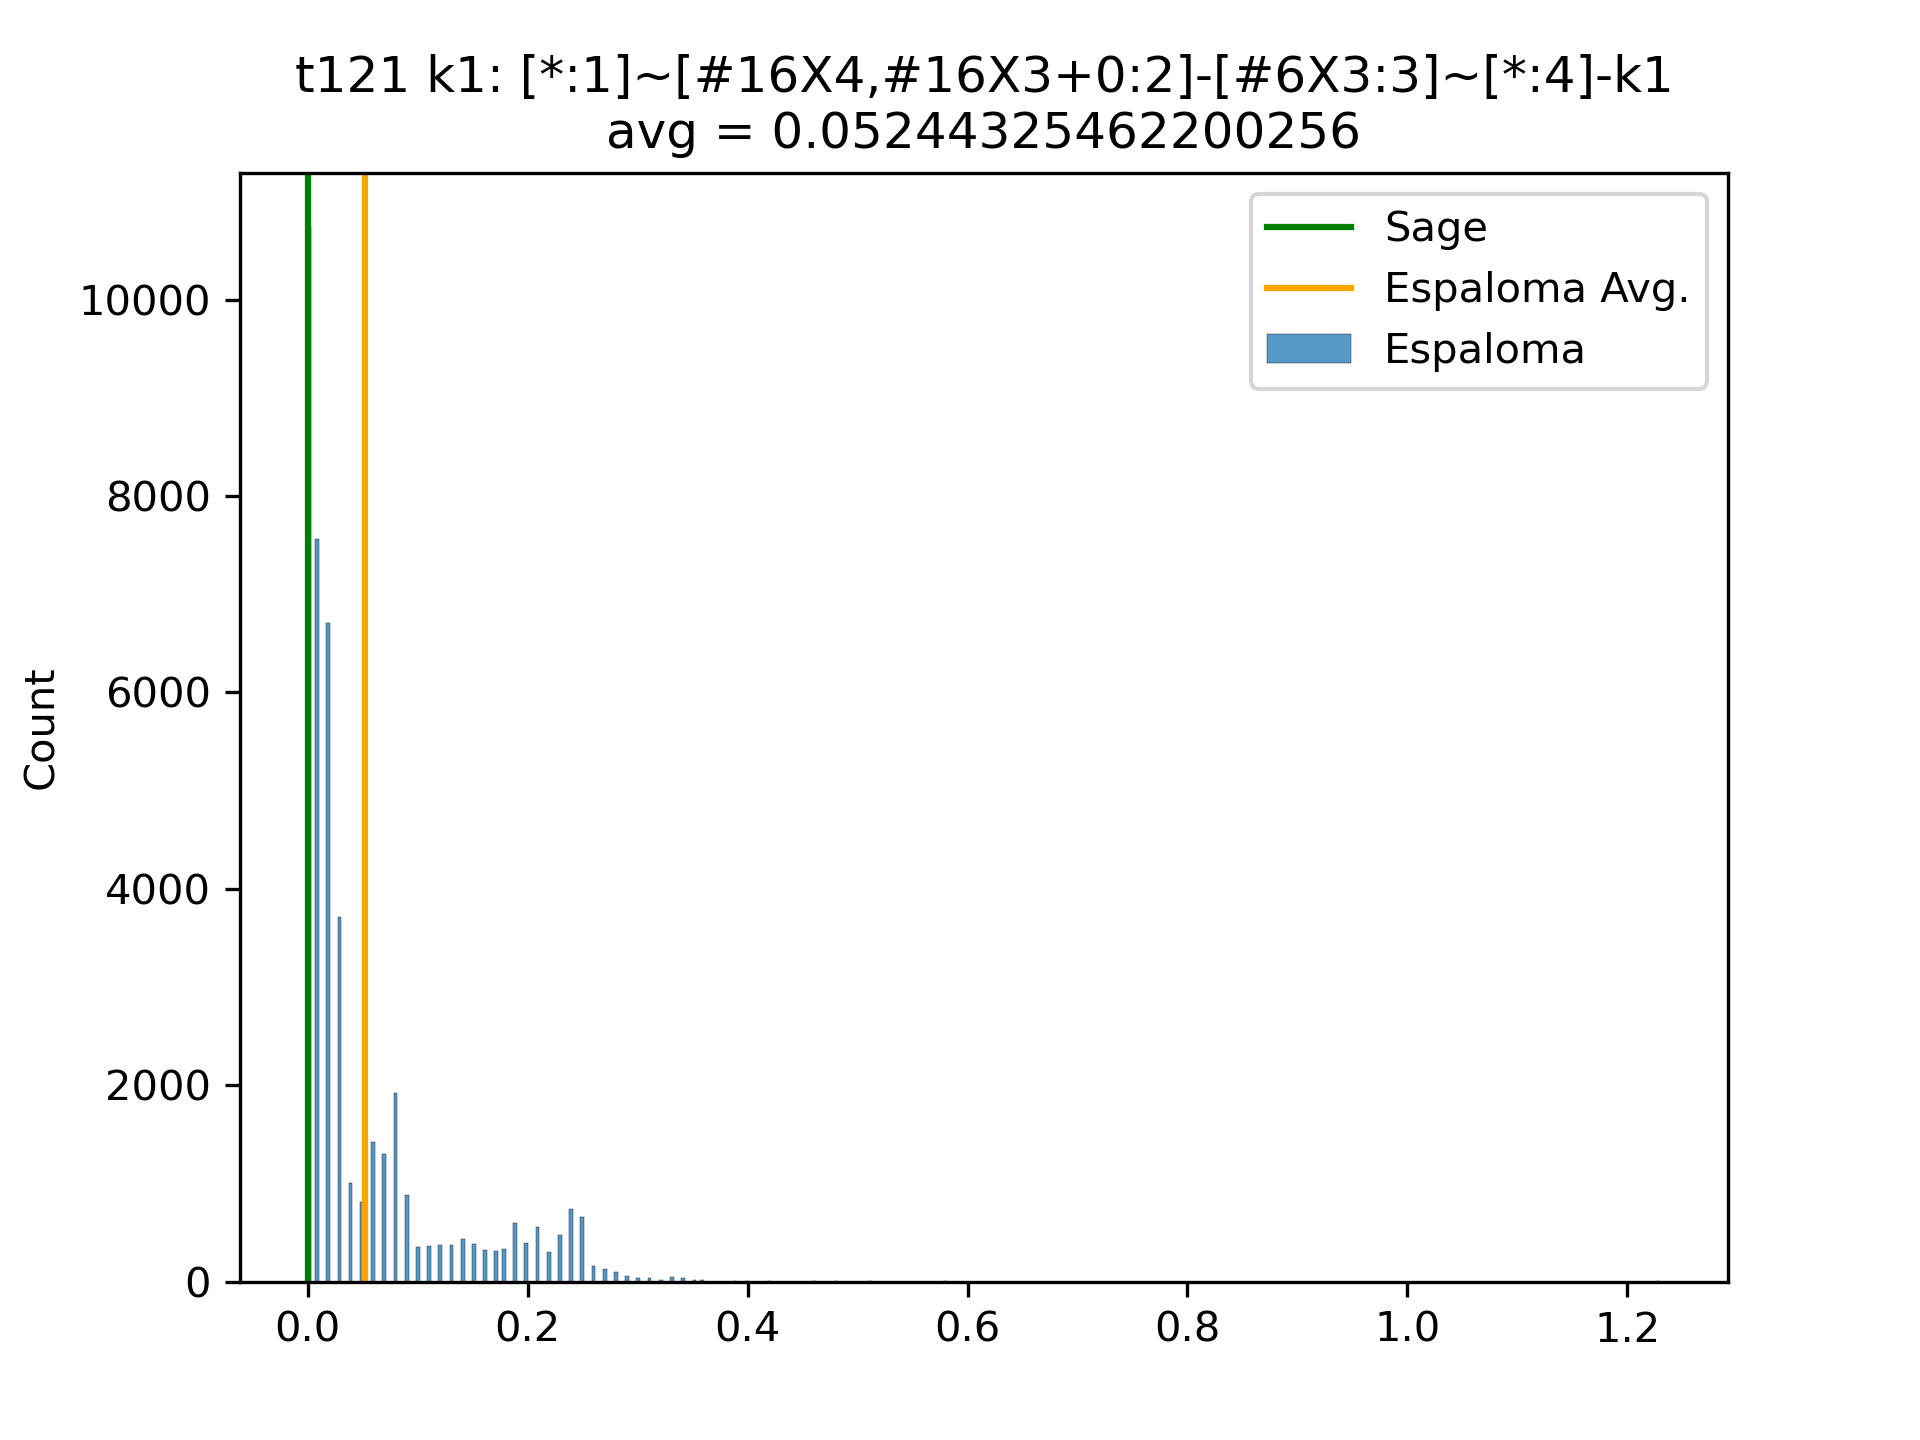 t121 k1: [*:1]~[#16X4,#16X3+0:2]-[#6X3:3]~[*:4]-k1
avg = 0.05244325462200256
Sage
Espaloma Avg.
Espaloma
10000
8000
6000
4000
2000
0
Count
0.0 0.2 0.4 0.6 0.8 1.0 1.2